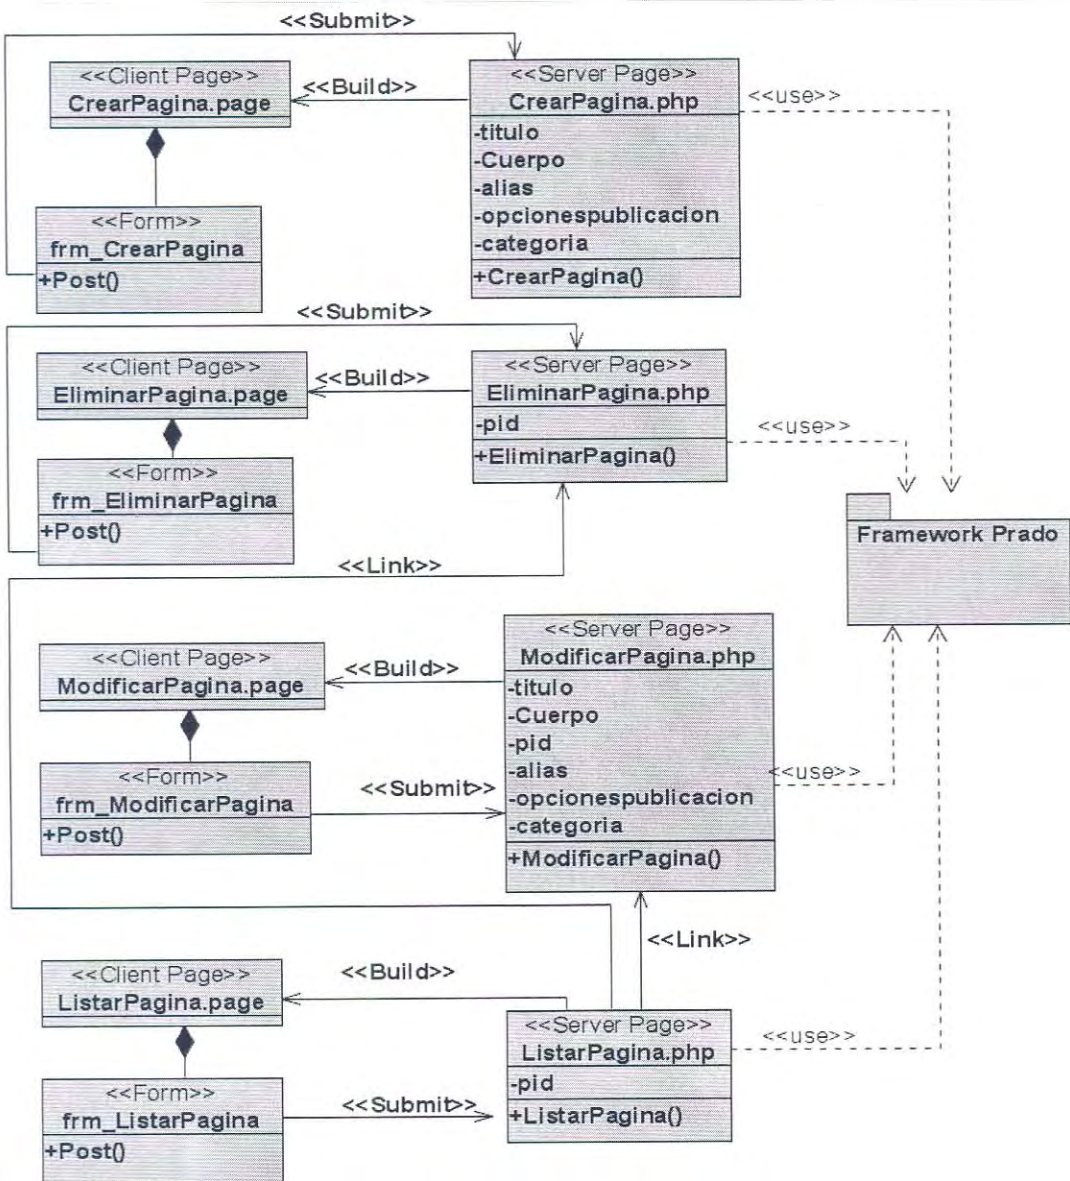 <<Submit>>
<<Client Page>>
CrearPagina.page
<<Build>>
<<Server Page>>
CrearPagina.php
-titulo
-Cuerpo
-alias
-opcionespublicacion
-categoria
+CrearPagina()
<<use>>
<<Form>>
frm_CrearPagina
+Post()
<<Submit>>
<<Client Page>>
EliminarPagina.page
<<Build>>
<<Server Page>>
EliminarPagina.php
-pid
+EliminarPagina()
<<use>>
<<Form>>
frm_EliminarPagina
+Post()
<<Link>>
Framework Prado
<<Client Page>>
ModificarPagina.page
<<Build>>
<<Server Page>>
ModificarPagina.php
-titulo
-Cuerpo
-pid
-alias
-opcionespublicacion
-categoria
+ModificarPagina()
<<use>>
<<Form>>
frm_ModificarPagina
+Post()
<<Submit>>
<<Link>>
<<Client Page>>
ListarPagina.page
<<Build>>
<<Server Page>>
ListarPagina.php
-pid
+ListarPagina()
<<use>>
<<Form>>
frm_ListarPagina
+Post()
<<Submit>>